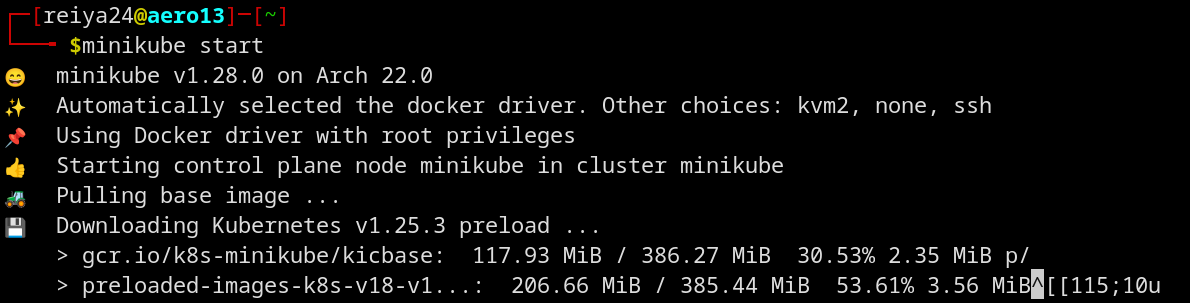 [reiya24@aero13]─[~]
$minikube start
😄 minikube v1.28.0 on Arch 22.0
✨ Automatically selected the docker driver. Other choices: kvm2, none, ssh
📌 Using Docker driver with root privileges
👍 Starting control plane node minikube in cluster minikube
🚜 Pulling base image ...
💾 Downloading Kubernetes v1.25.3 preload ...
> gcr.io/k8s-minikube/kicbase: 117.93 MiB / 386.27 MiB 30.53% 2.35 MiB p/
> preloaded-images-k8s-v18-v1...: 206.66 MiB / 385.44 MiB 53.61% 3.56 MiB^[[115;10u